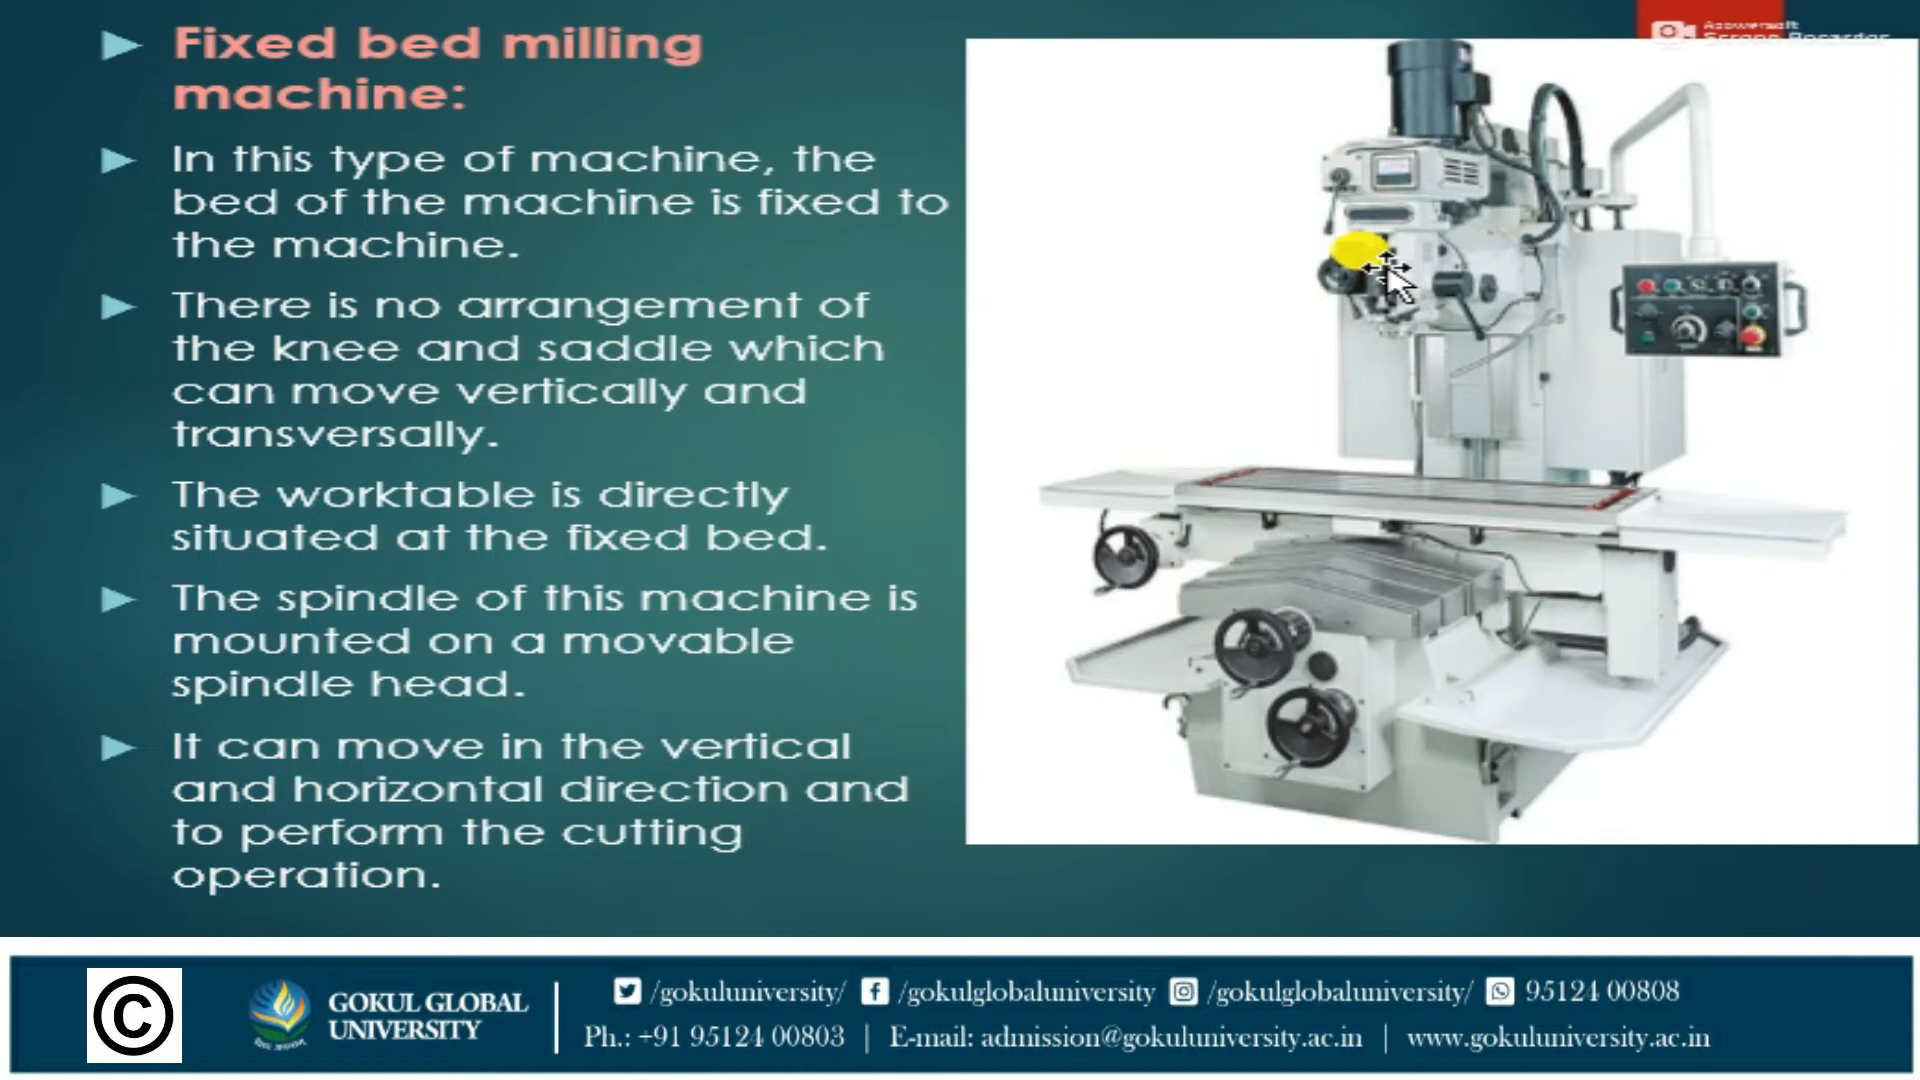 Fixed bed milling
machine:
In this type of machine, the
bed of the machine is fixed to
the machine.
There is no arrangement of
the knee and saddle which
can move vertically and
transversally.
The worktable is directly
situated at the fixed bed.
The spindle of this machine is
mounted on a movable
spindle head.
It can move in the vertical
and horizontal direction and
to perform the cutting
operation.
Apowersoft
Screen Recorder
©
GOKUL GLOBAL
UNIVERSITY
/gokuluniversity/ /gokulglobaluniversity /gokulglobaluniversity/ 95124 00808
Ph.: +91 95124 00803 | E-mail: admission@gokuluniversity.ac.in | www.gokuluniversity.ac.in